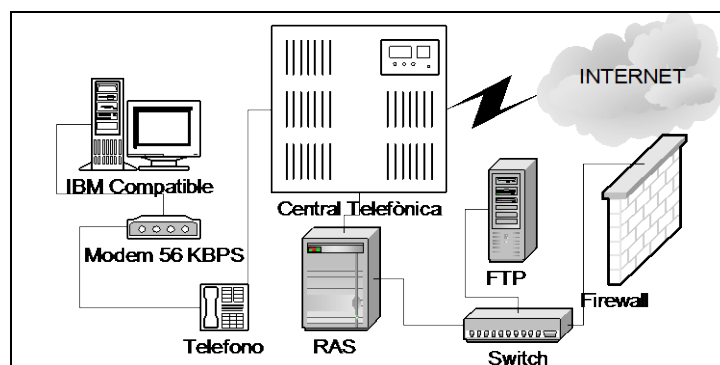 INTERNET
IBM Compatible
Central Telefònica
Modem 56 KBPS
FTP
Firewall
Telefono
RAS
Switch